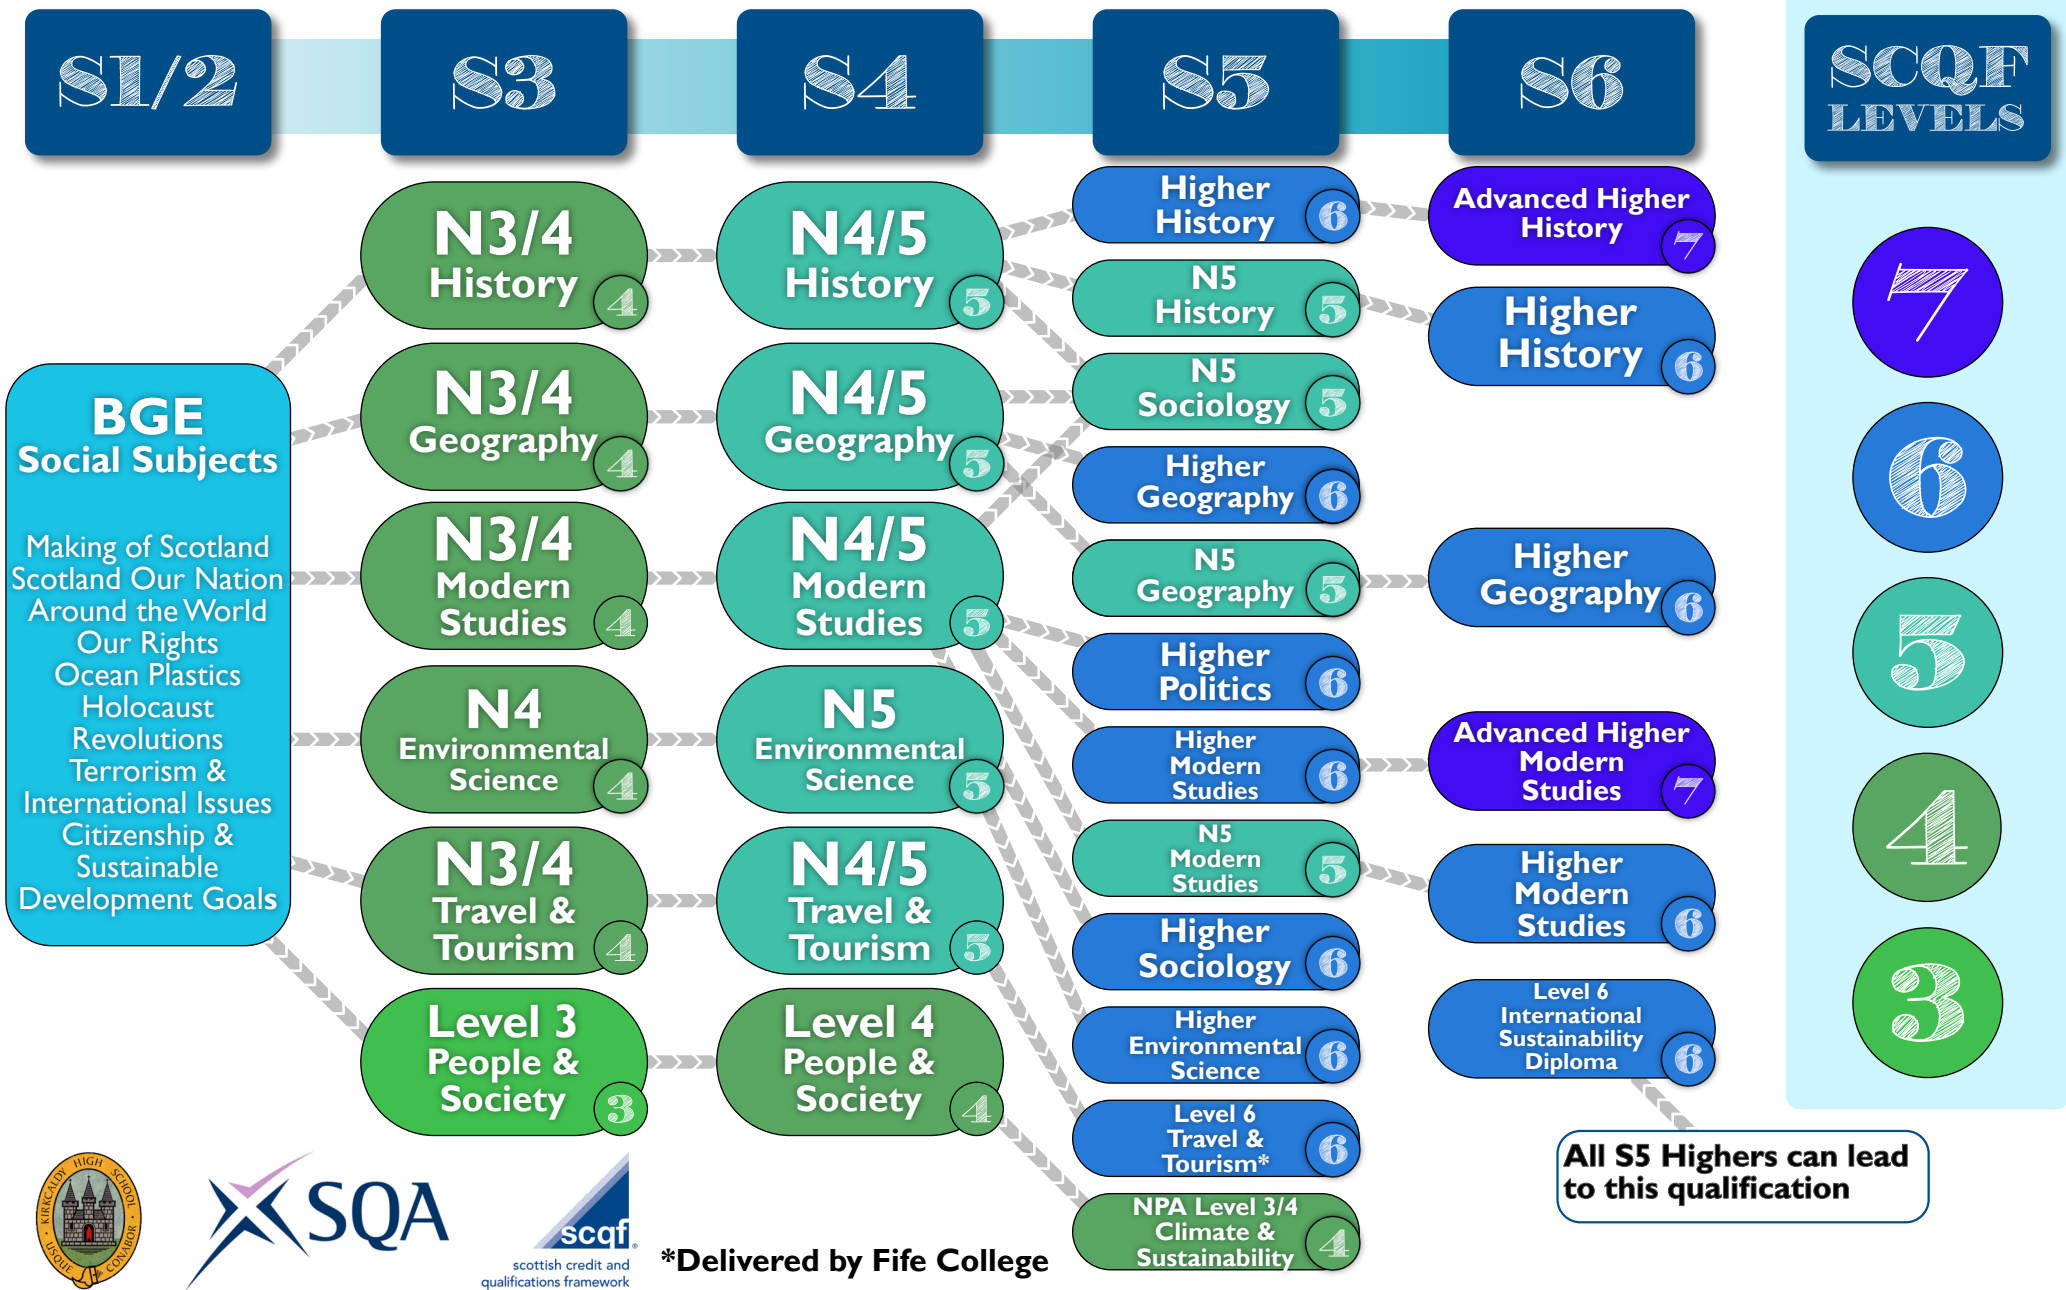 S1/2
S3
S4
S5
S6
SCQF
LEVELS
BGE
Social Subjects
Making of Scotland
Scotland Our Nation
Around the World
Our Rights
Ocean Plastics
Holocaust
Revolutions
Terrorism &
International Issues
Citizenship &
Sustainable
Development Goals
N3/4
History
4
N3/4
Geography
4
N3/4
Modern
Studies
4
N4
Environmental
Science
4
N3/4
Travel &
Tourism
4
Level 3
People &
Society
3
N4/5
History
5
N4/5
Geography
5
N4/5
Modern
Studies
5
N5
Environmental
Science
5
N4/5
Travel &
Tourism
5
Level 4
People &
Society
4
Higher
History
6
N5
History
5
N5
Sociology
5
Higher
Geography
6
N5
Geography
5
Higher
Politics
6
Higher
Modern
Studies
6
N5
Modern
Studies
5
Higher
Sociology
6
Higher
Environmental
Science
6
Level 6
Travel &
Tourism*
6
NPA Level 3/4
Climate &
Sustainability
4
Advanced Higher
History
7
Higher
History
6
Higher
Geography
6
Advanced Higher
Modern
Studies
7
Higher
Modern
Studies
6
Level 6
International
Sustainability
Diploma
6
All S5 Highers can lead
to this qualification
7
6
5
4
3
KIRKCALDY HIGH SCHOOL
USQUE CONABOR
SQA
scqf
scottish credit and
qualifications framework
*Delivered by Fife College